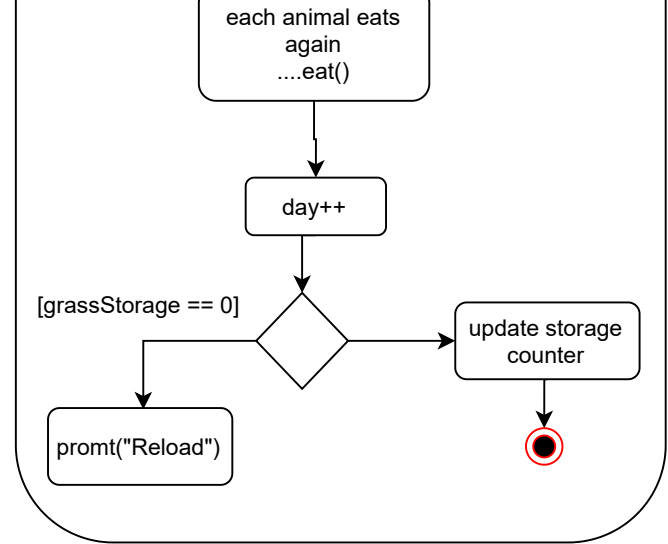 each animal eats
again
....eat()
day++
[grassStorage == 0]
update storage
counter
promt("Reload")